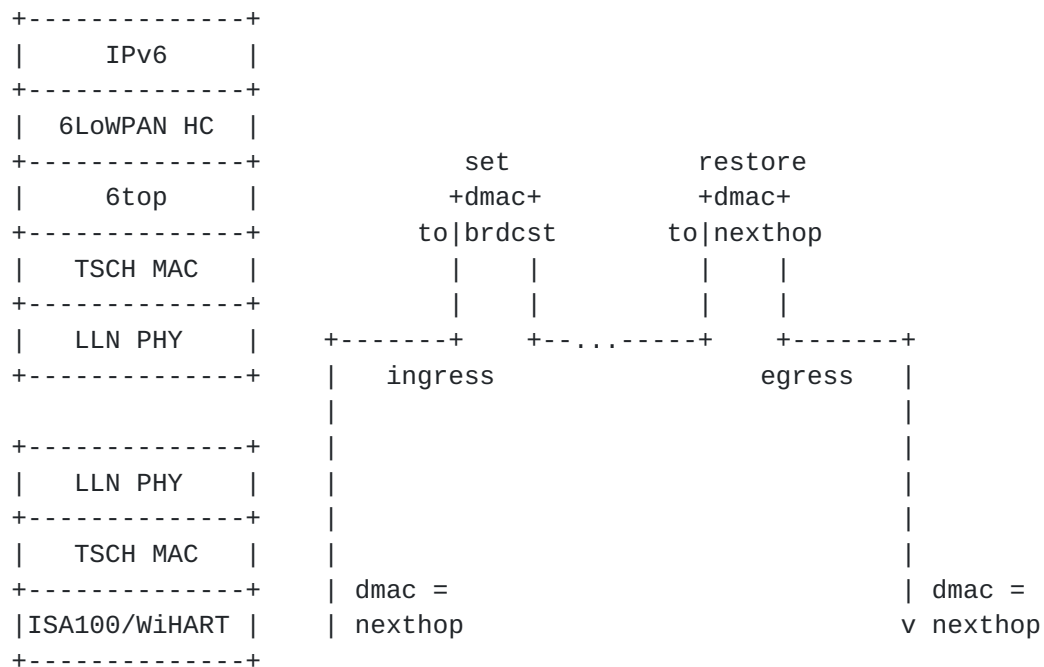 +--------------+
|     IPv6     |
+--------------+
|  6LoWPAN HC  |
+--------------+             set               restore
|     6top     |            +dmac+             +dmac+
+--------------+          to|brdcst       to|nexthop
|   TSCH MAC   |            |    |          |    |
+--------------+            |    |          |    |
|   LLN PHY    |    +-------+    +--...-----+    +-------+
+--------------+    |   ingress                 egress   |
                    |                                    |
+--------------+    |                                    |
|   LLN PHY    |    |                                    |
+--------------+    |                                    |
|   TSCH MAC   |    |                                    |
+--------------+    | dmac =                             | dmac =
|ISA100/WiHART |    | nexthop                            v nexthop
+--------------+